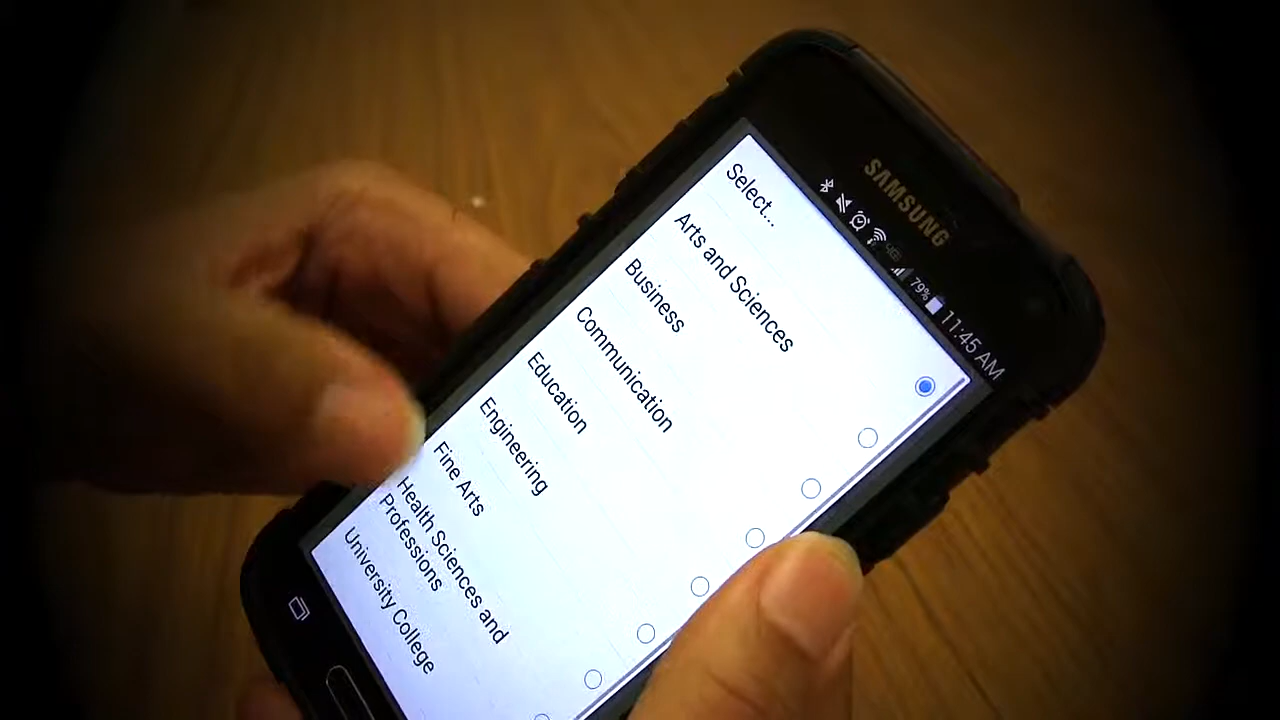 SAMSUNG
79% 11:45 AM
Select...
Arts and Sciences
Business
Communication
Education
Engineering
Fine Arts
Health Sciences and
Professions
University College